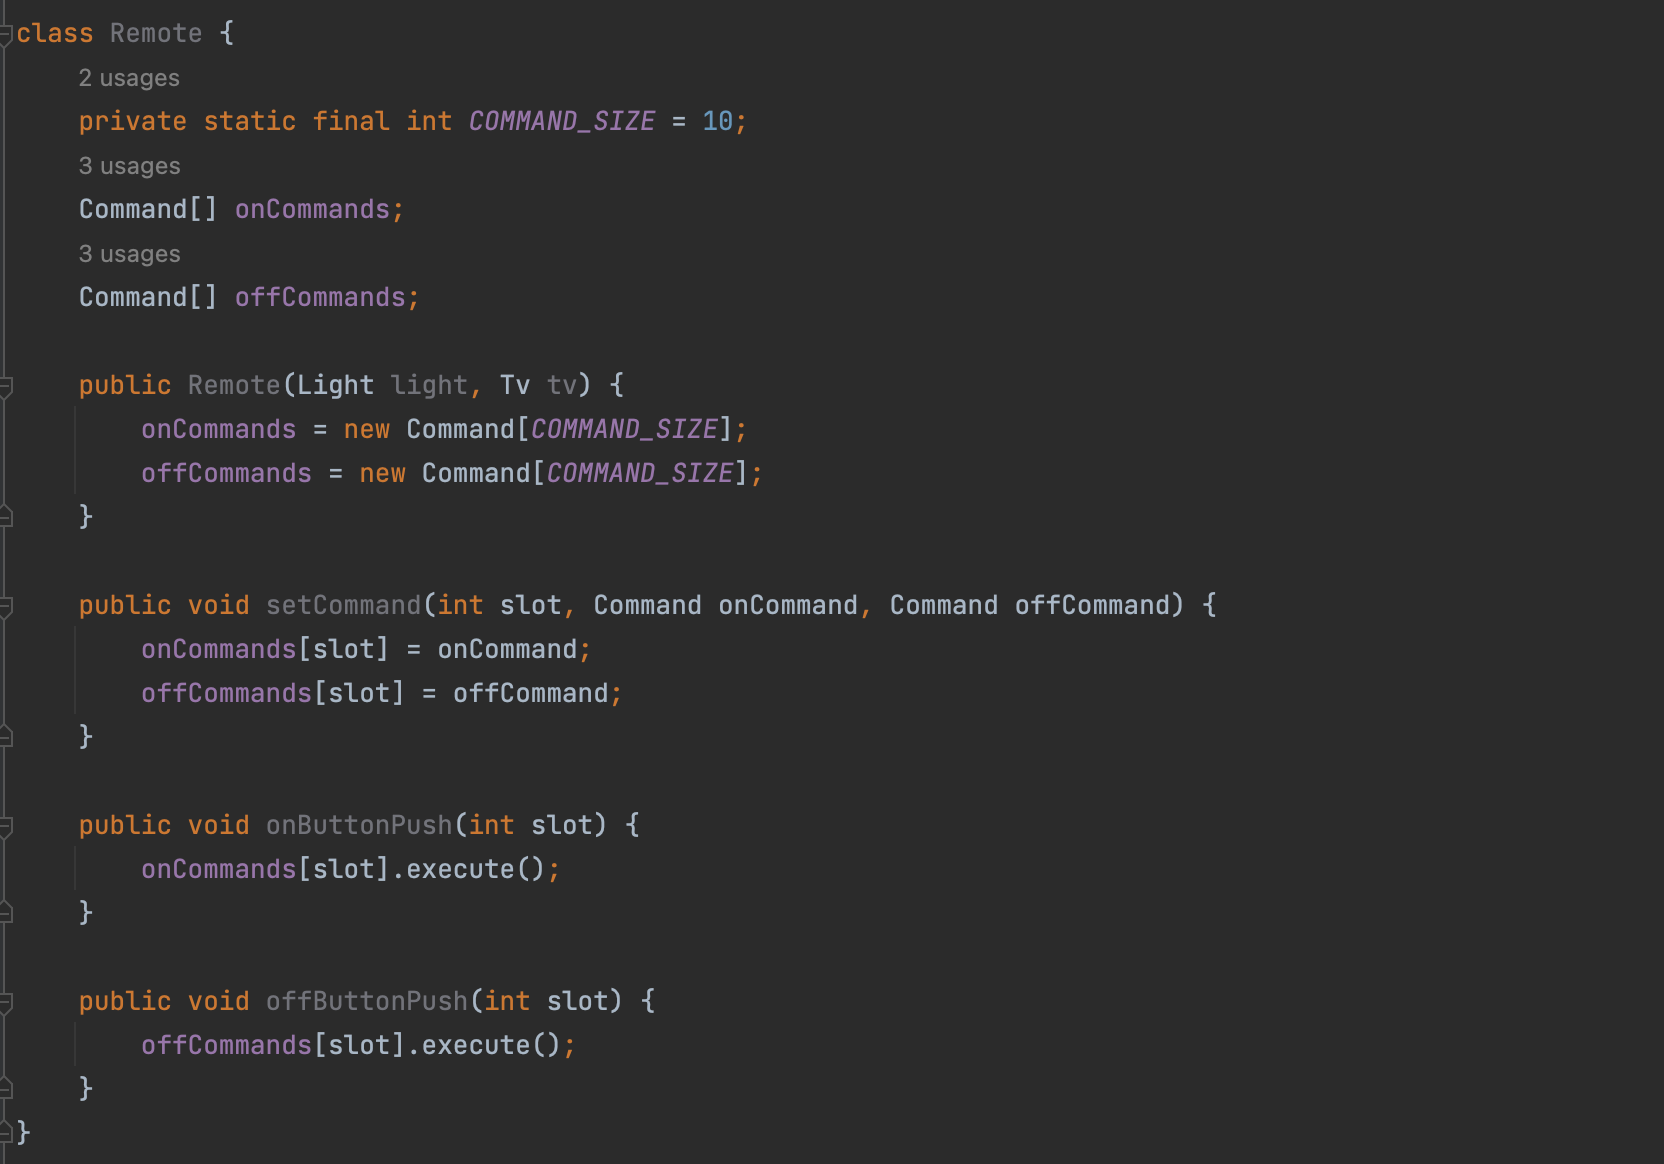 class Remote {
2 usages
private static final int COMMAND_SIZE = 10;
3 usages
Command[] onCommands;
3 usages
Command[] offCommands;
public Remote(Light light, Tv tv) {
onCommands = new Command[COMMAND_SIZE];
offCommands = new Command[COMMAND_SIZE];
}
public void setCommand(int slot, Command onCommand, Command offCommand) {
onCommands[slot] = onCommand;
offCommands[slot] = offCommand;
}
public void onButtonPush(int slot) {
onCommands[slot].execute();
}
public void offButtonPush(int slot) {
offCommands[slot].execute();
}
}